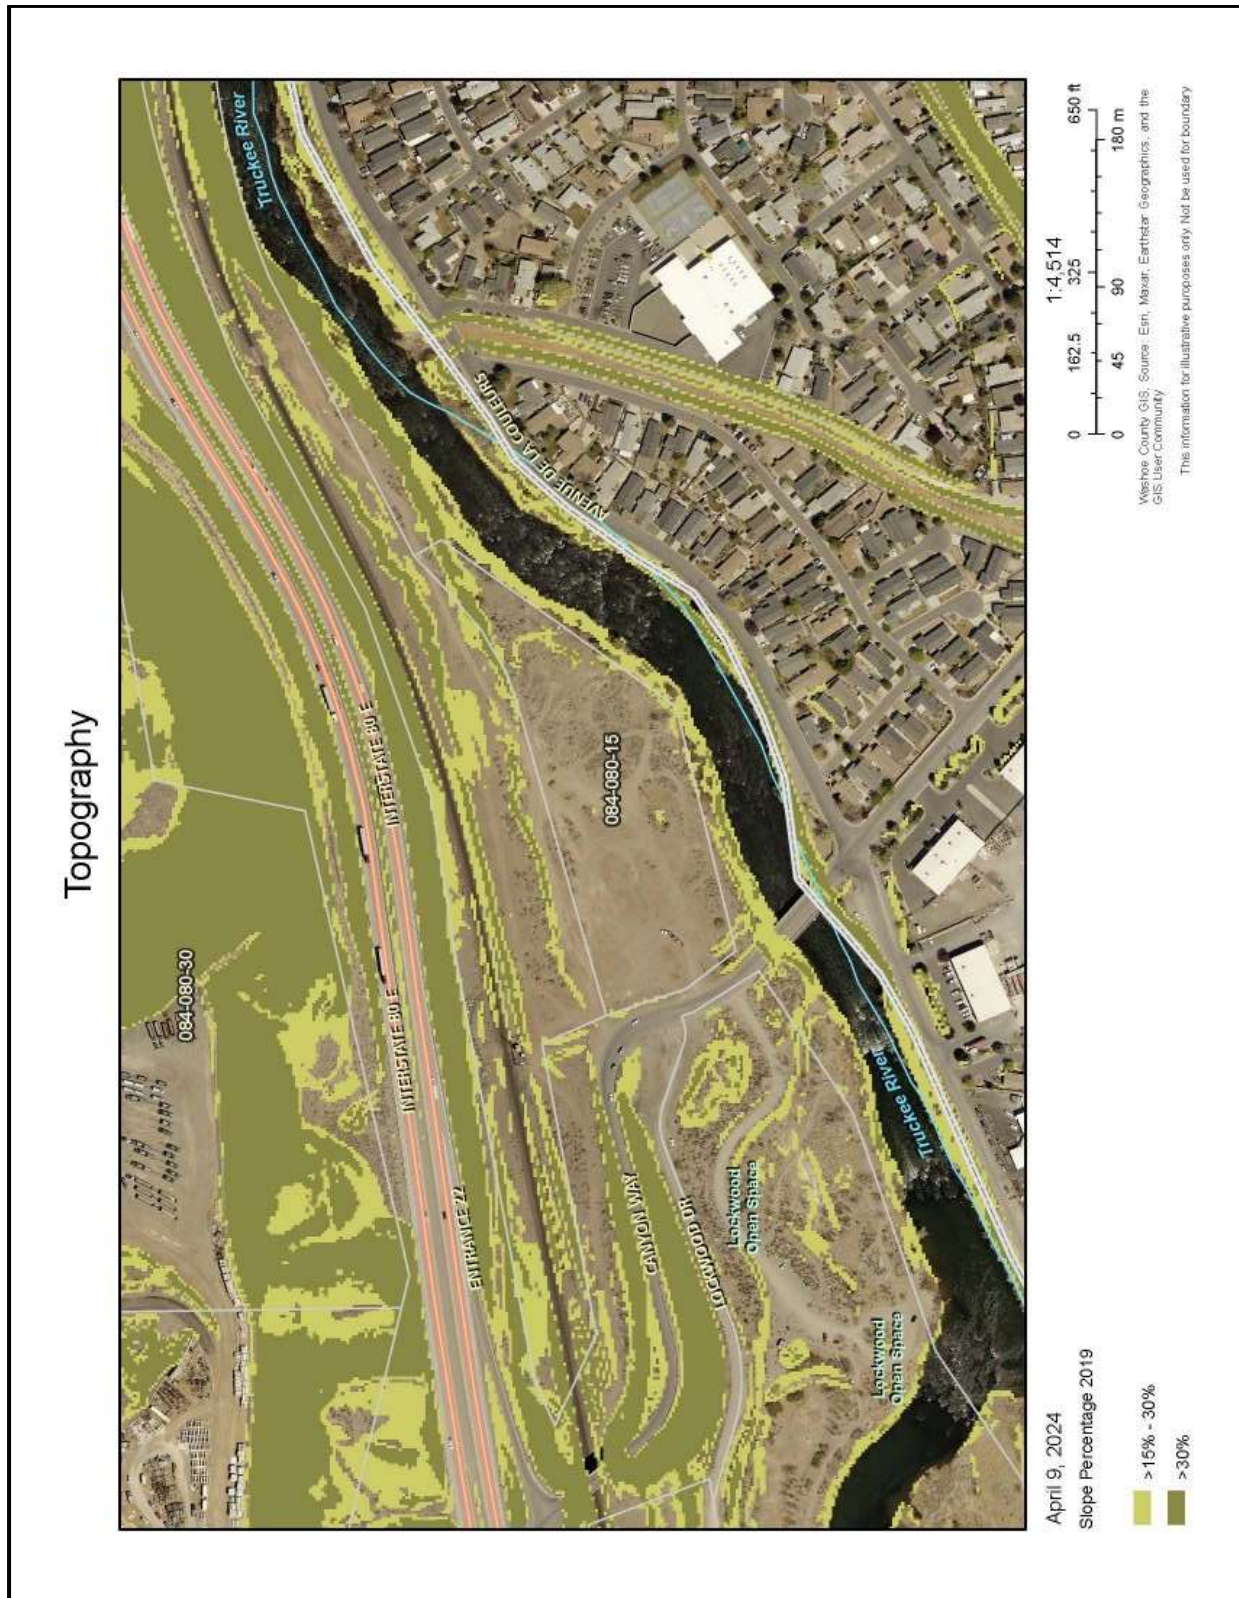 Topography
Truckee River
084-080-30
INTERSTATE 80 E
INTERSTATE 80 E
ENTRANCE 22
084-080-15
AVENUE DE LA COULEURS
CANYON WAY
LOCKWOOD DR
Lockwood
Open Space
Truckee River
Lockwood
Open Space
April 9, 2024
Slope Percentage 2019
>15% - 30%
>30%
1:4,514
0 162.5 325 650 ft
0 45 90 180 m
Washoe County GIS, Source: Esri, Maxar, Earthstar Geographics, and the
GIS User Community
This information for illustrative puroposes only. Not be used for boundary